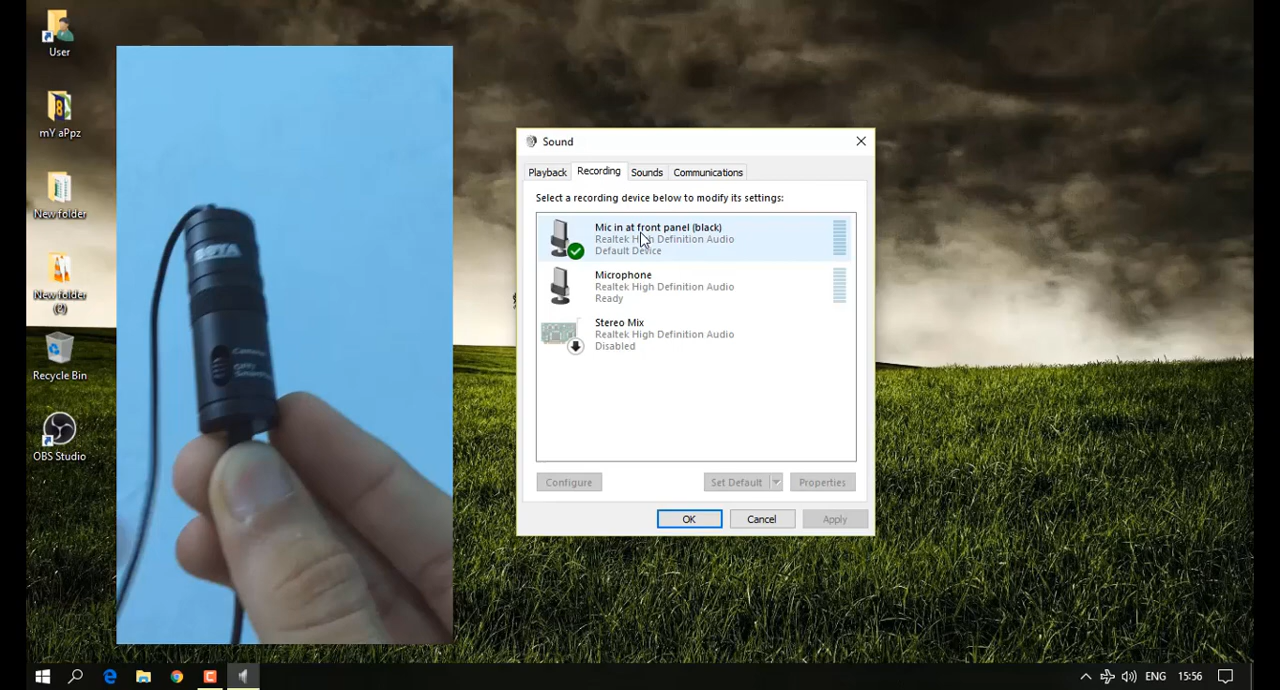 User
mY aPpz
New folder
New folder
(2)
Recycle Bin
OBS Studio
BOYA
Sound
Playback
Recording
Sounds
Communications
Select a recording device below to modify its settings:
Mic in at front panel (black)
Realtek High Definition Audio
Default Device
Microphone
Realtek High Definition Audio
Ready
Stereo Mix
Realtek High Definition Audio
Disabled
Configure
Set Default
Properties
OK
Cancel
Apply
ENG
15:56